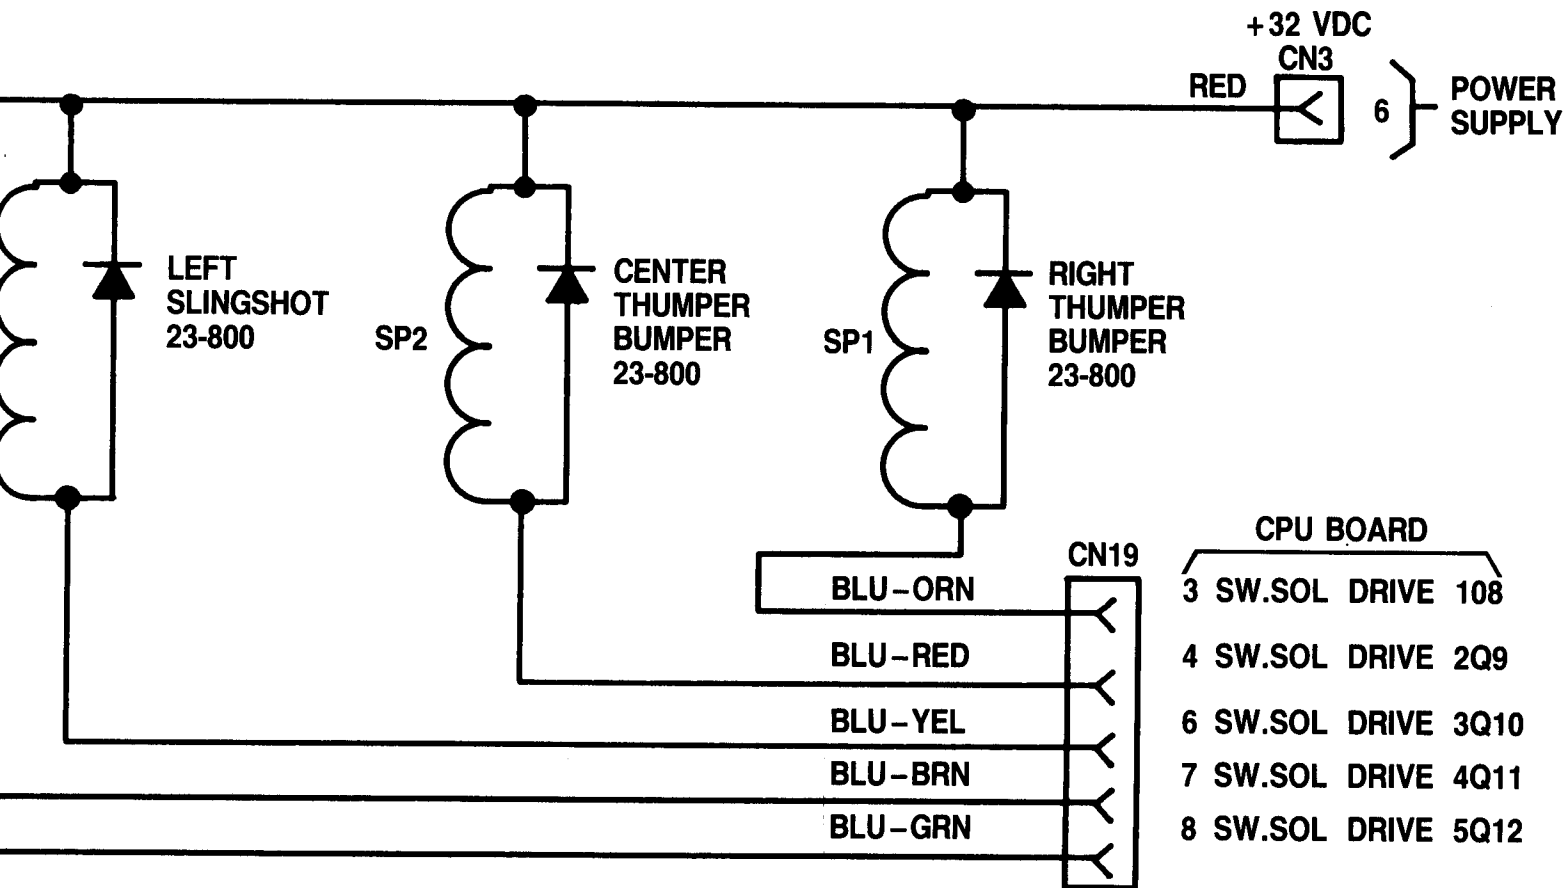 +32 VDC
CN3
RED
6
POWER
SUPPLY
LEFT
SLINGSHOT
23-800
SP2
CENTER
THUMPER
BUMPER
23-800
SP1
RIGHT
THUMPER
BUMPER
23-800
CPU BOARD
CN19
BLU-ORN
3 SW.SOL DRIVE 108
BLU-RED
4 SW.SOL DRIVE 2Q9
BLU-YEL
6 SW.SOL DRIVE 3Q10
BLU-BRN
7 SW.SOL DRIVE 4Q11
BLU-GRN
8 SW.SOL DRIVE 5Q12